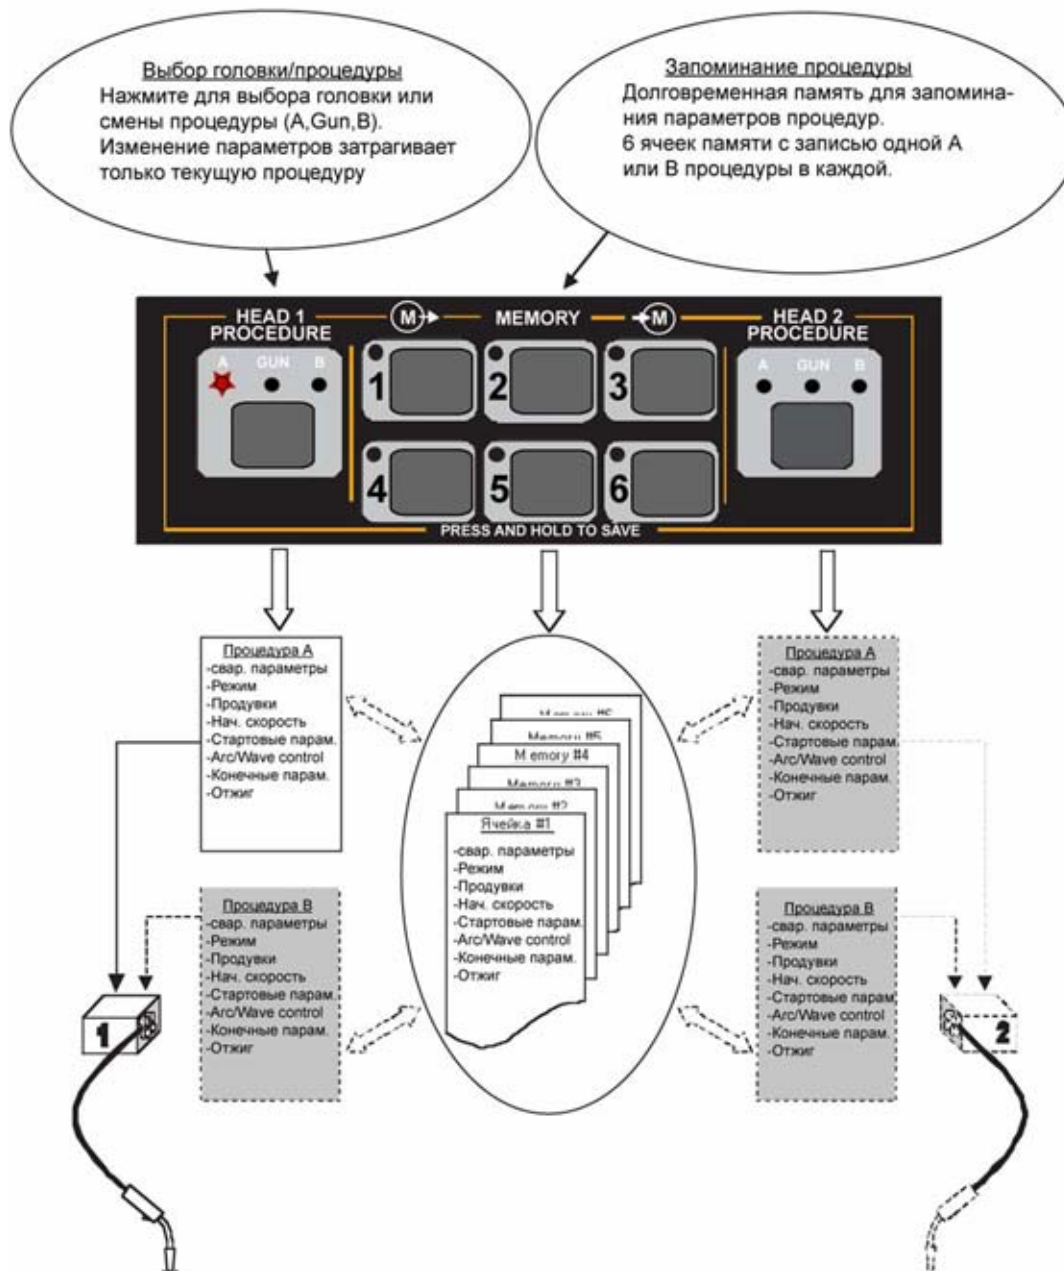 Выбор головки/процедуры
Нажмите для выбора головки или
смены процедуры (A,Gun,B).
Изменение параметров затрагивает
только текущую процедуру
Запоминание процедуры
Долговременная память для запомина-
ния параметров процедур.
6 ячеек памяти с записью одной А
или В процедуры в каждой.
HEAD 1
PROCEDURE
M
MEMORY
M
HEAD 2
PROCEDURE
A GUN B
1
2
3
A GUN B
4
5
6
PRESS AND HOLD TO SAVE
Процедура А
-свар. параметры
-Режим
-Продувки
-Нач. скорость
-Стартовые парам.
-Arc/Wave control
-Конечные парам.
-Отжиг
Memory #5
Memory #4
Memory #3
Memory #2
Ячейка #1
-свар. параметры
-Режим
-Продувки
-Нач. скорость
-Стартовые парам.
-Arc/Wave control
-Конечные парам.
-Отжиг
Процедура А
-свар. параметры
-Режим
-Продувки
-Нач. скорость
-Стартовые парам.
-Arc/Wave control
-Конечные парам.
-Отжиг
Процедура В
-свар. параметры
-Режим
-Продувки
-Нач. скорость
-Стартовые парам.
-Arc/Wave control
-Конечные парам.
-Отжиг
Процедура В
-свар. параметры
-Режим
-Продувки
-Нач. скорость
-Стартовые парам
-Arc/Wave control
-Конечные парам.
-Отжиг
1
2